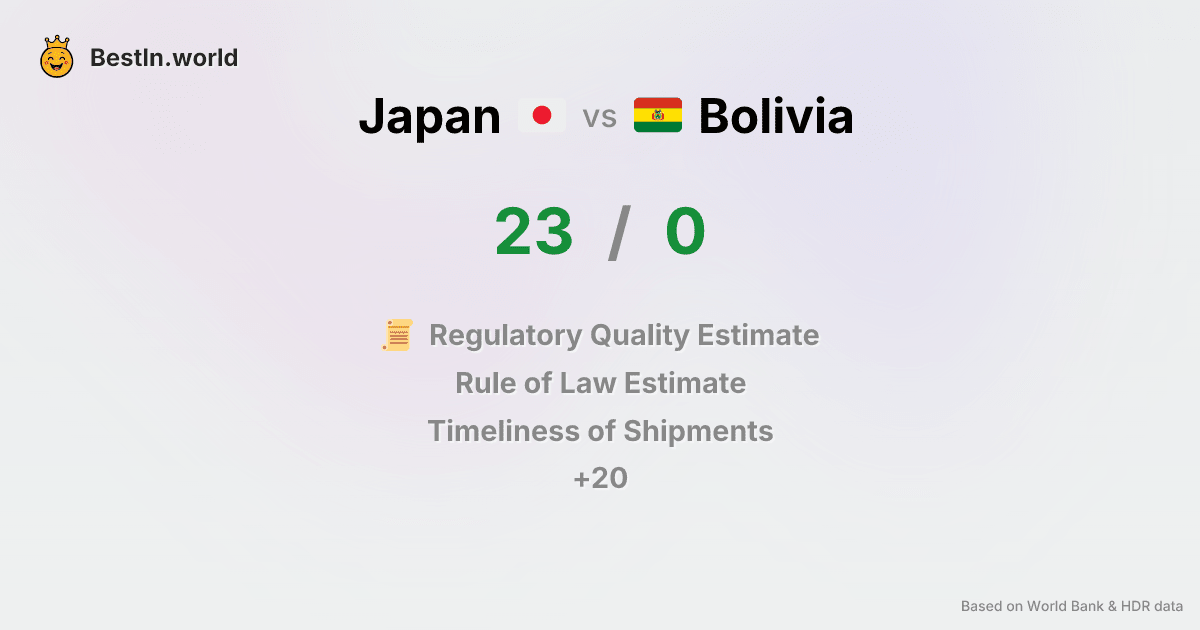 BestIn.world
Japan vs Bolivia
23 / 0
Regulatory Quality Estimate
Rule of Law Estimate
Timeliness of Shipments
+20
Based on World Bank & HDR data